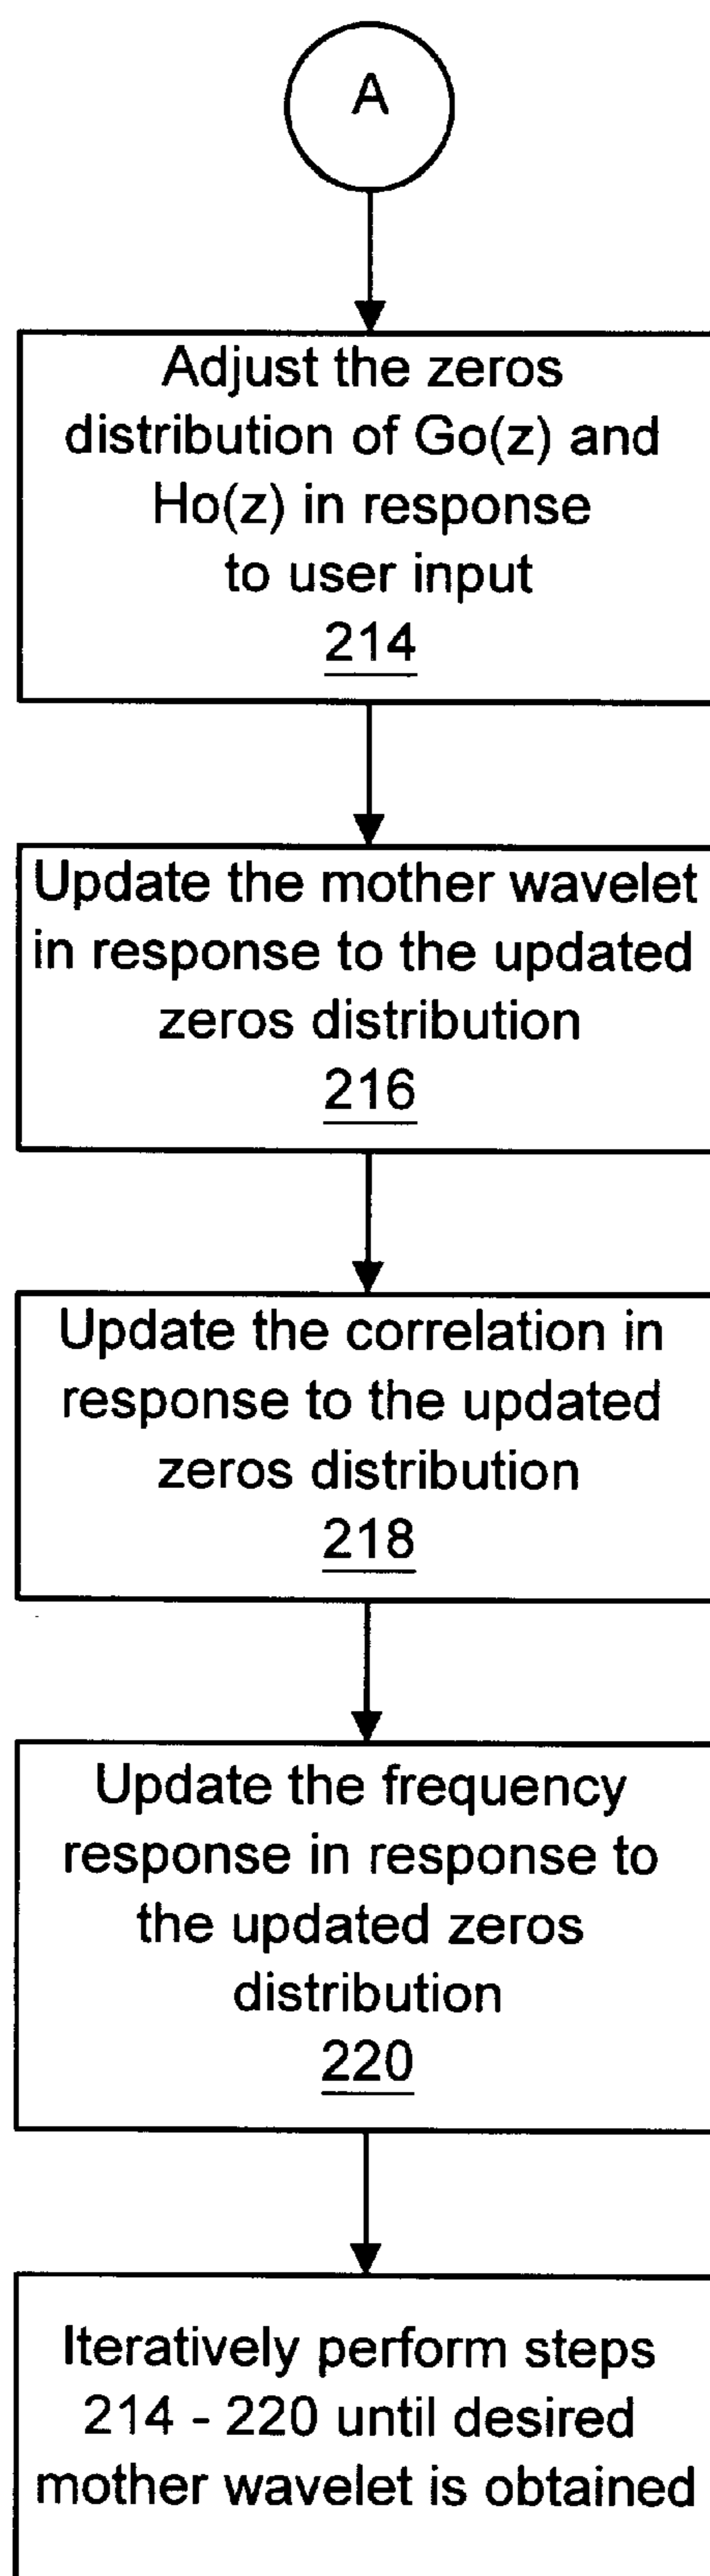 A
Adjust the zeros
distribution of Go(z) and
Ho(z) in response
to user input
214
Update the mother wavelet
in response to the updated
zeros distribution
216
Update the correlation in
response to the updated
zeros distribution
218
Update the frequency
response in response to
the updated zeros
distribution
220
Iteratively perform steps
214 - 220 until desired
mother wavelet is obtained